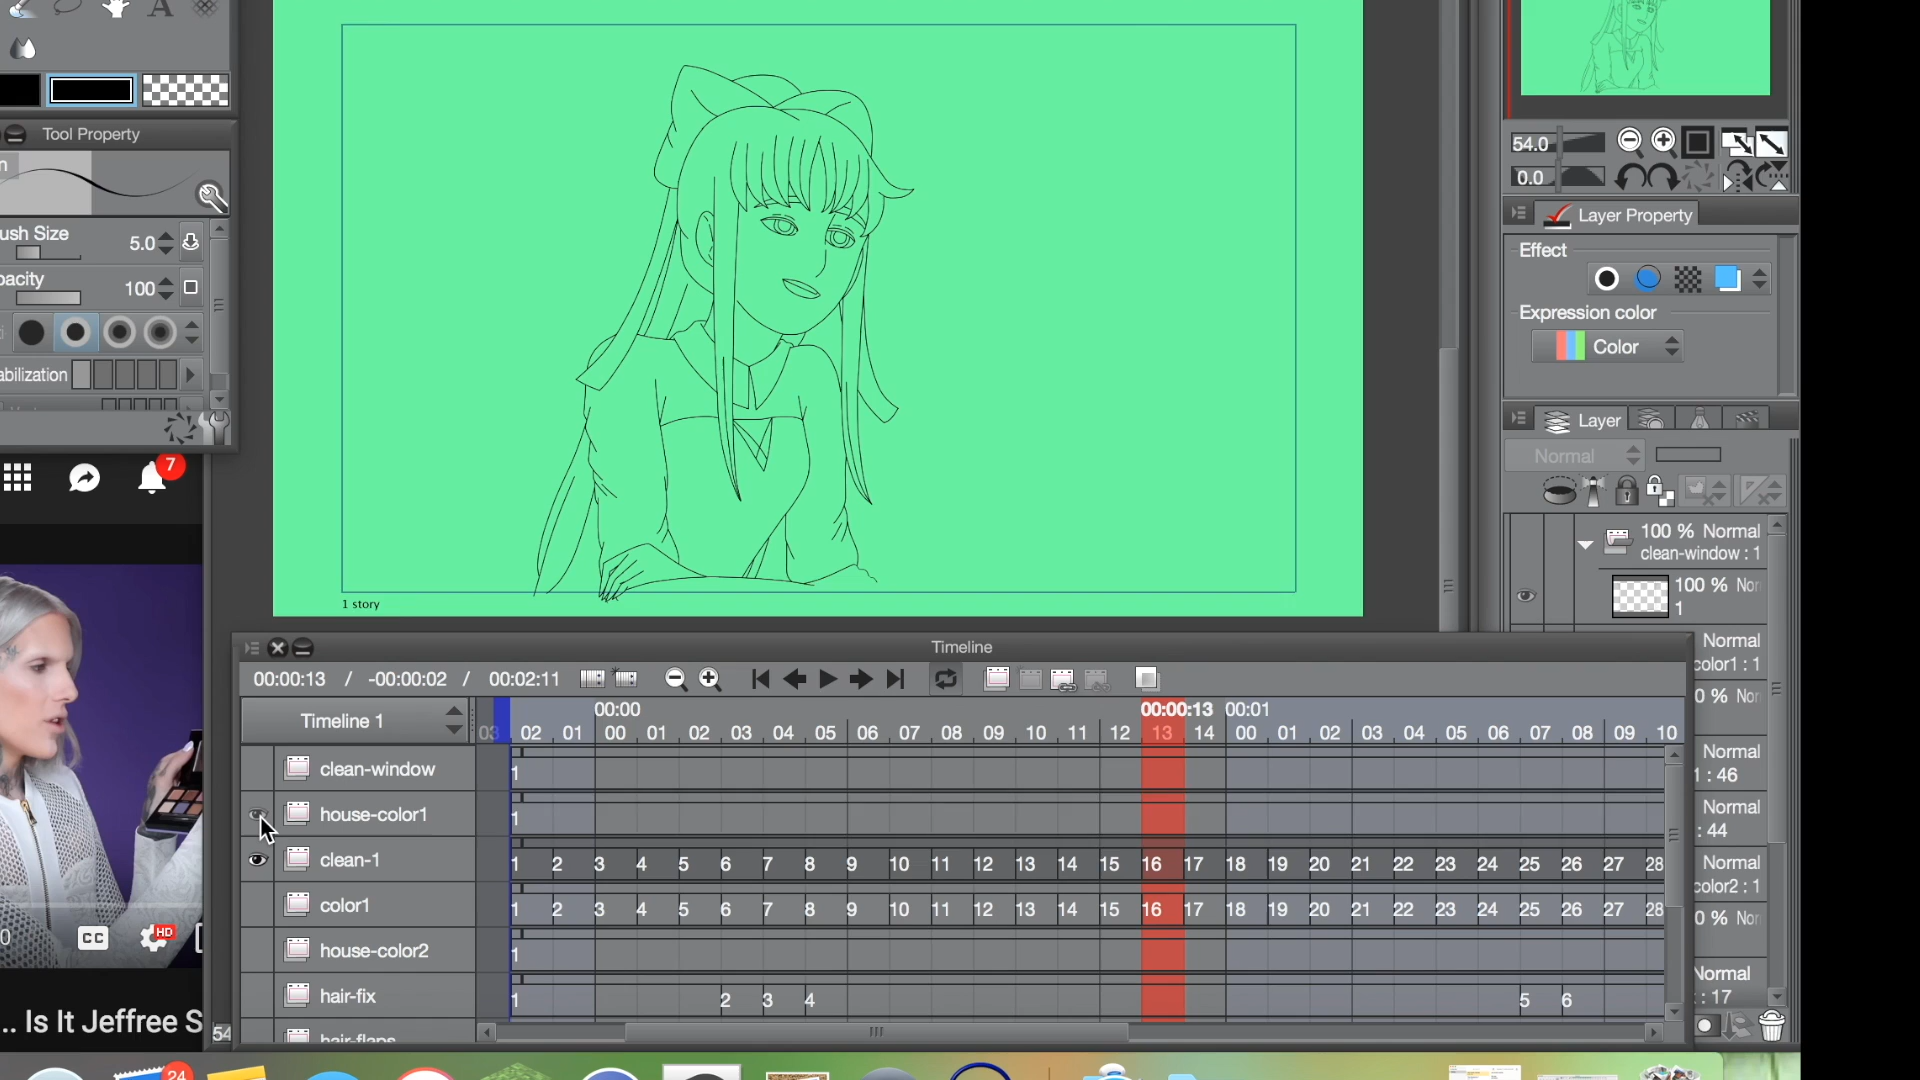 A
Tool Property
ush Size
5.0
pacity
100
abilization
7
CC
HD
.. Is It Jeffree S
54
24
1 story
54.0
0.0
Layer Property
Effect
Expression color
Color
Layer
Normal
100 % Normal
clean-window : 1
100 % Nor
1
Normal
color1 : 1
0 % Nor
Normal
1 : 46
Normal
: 44
Normal
color2 : 1
0 % Nor
Normal
: 17
Timeline
00:00:13 / -00:00:02 / 00:02:11
Timeline 1
00:00 00:00:13 00:01
03 02 01 00 01 02 03 04 05 06 07 08 09 10 11 12 13 14 00 01 02 03 04 05 06 07 08 09 10
clean-window 1
house-color1 1
clean-1 1 2 3 4 5 6 7 8 9 10 11 12 13 14 15 16 17 18 19 20 21 22 23 24 25 26 27 28
color1 1 2 3 4 5 6 7 8 9 10 11 12 13 14 15 16 17 18 19 20 21 22 23 24 25 26 27 28
house-color2 1
hair-fix 1 2 3 4 5 6
hair-flaps